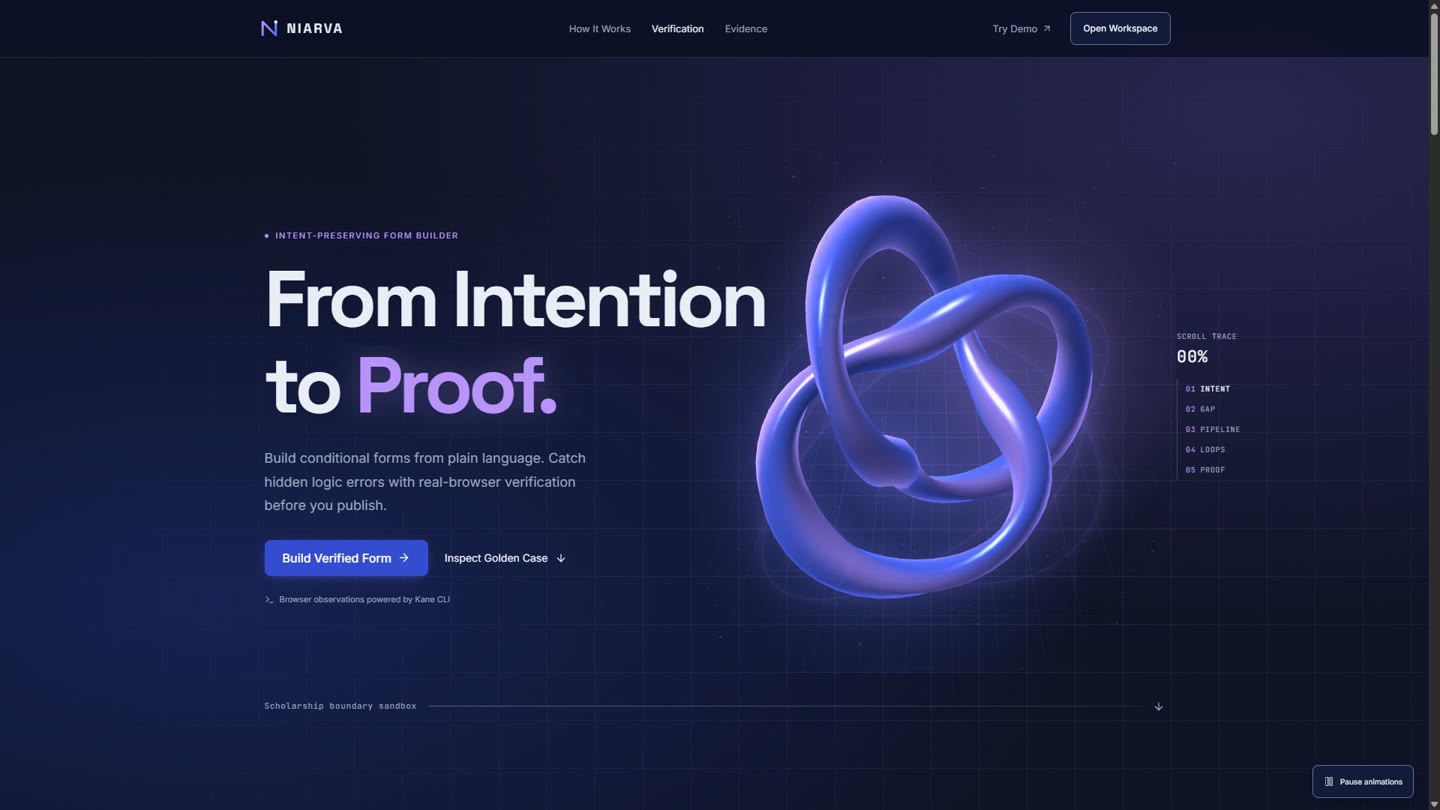 NIARVA
How It Works
Verification
Evidence
Try Demo
Open Workspace
INTENT-PRESERVING FORM BUILDER
From Intention
to Proof.
Build conditional forms from plain language. Catch
hidden logic errors with real-browser verification
before you publish.
Build Verified Form
Inspect Golden Case
Browser observations powered by Kane CLI
SCROLL TRACE
00%
01 INTENT
02 GAP
03 PIPELINE
04 LOOPS
05 PROOF
Scholarship boundary sandbox
Pause animations